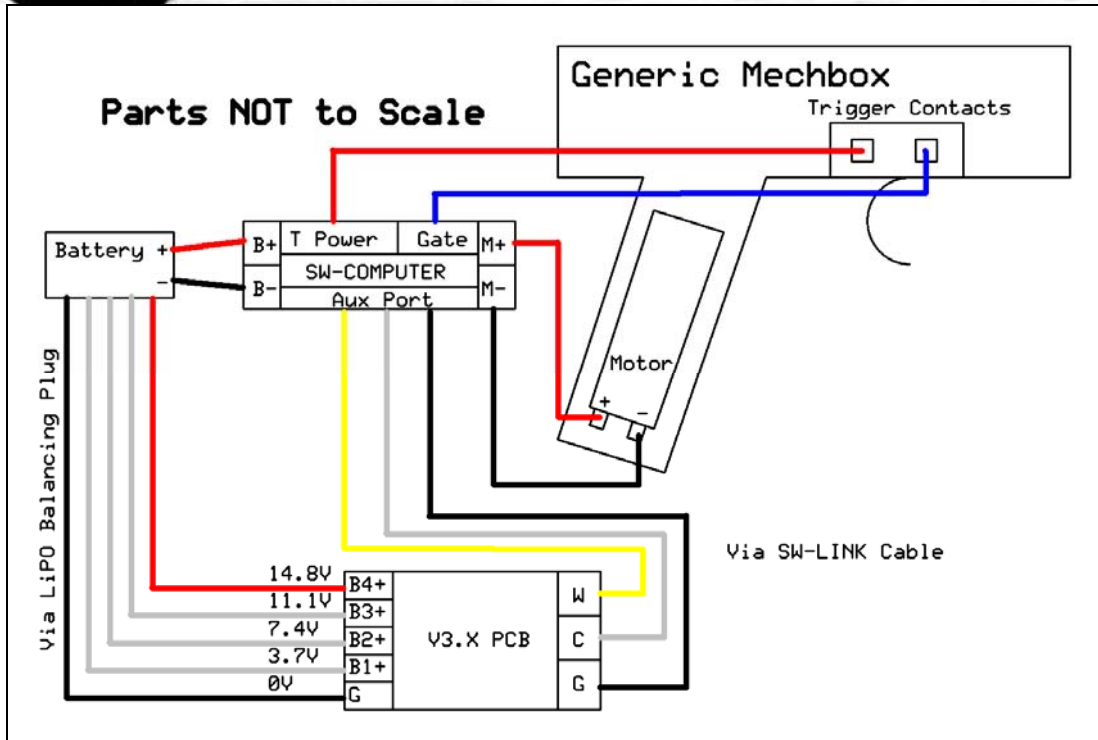 Generic Mechbox
Parts NOT to Scale
Trigger Contacts
Battery +
-
B+
T Power
Gate
M+
SW-COMPUTER
B-
Aux Port
M-
Motor
+
-
Via LiPO Balancing Plug
Via SW-LINK Cable
14.8V
B4+
11.1V
B3+
7.4V
B2+
3.7V
B1+
0V
G
V3.X PCB
W
C
G